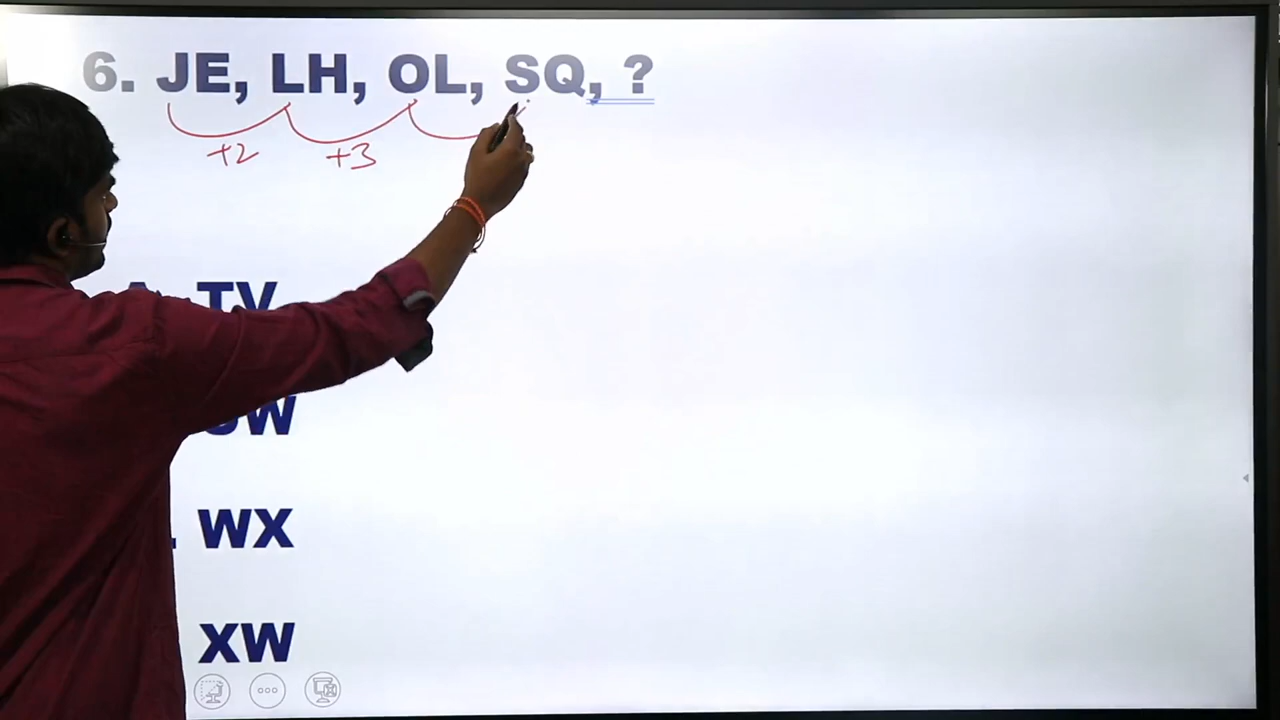 6. JE, LH, OL, SQ, ?
+2 +3
TV
WX
XW